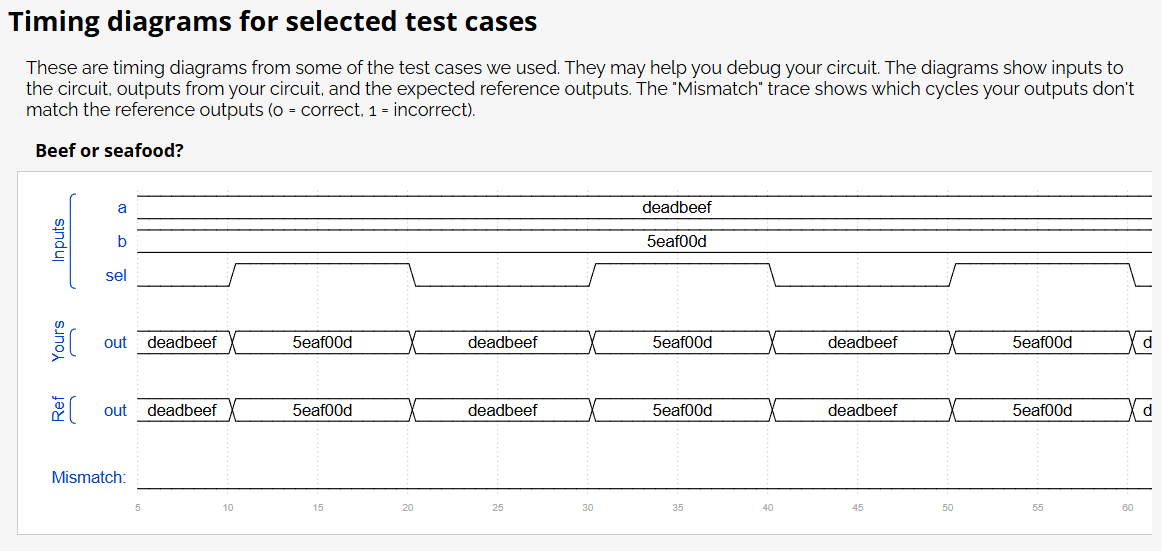 Timing diagrams for selected test cases
These are timing diagrams from some of the test cases we used. They may help you debug your circuit. The diagrams show inputs to
the circuit, outputs from your circuit, and the expected reference outputs. The "Mismatch" trace shows which cycles your outputs don't
match the reference outputs (0 = correct, 1 = incorrect).
Beef or seafood?
Inputs
a deadbeef
b 5eaf00d
sel
Yours
out deadbeef 5eaf00d deadbeef 5eaf00d deadbeef 5eaf00d d
Ref
out deadbeef 5eaf00d deadbeef 5eaf00d deadbeef 5eaf00d d
Mismatch:
5 10 15 20 25 30 35 40 45 50 55 60